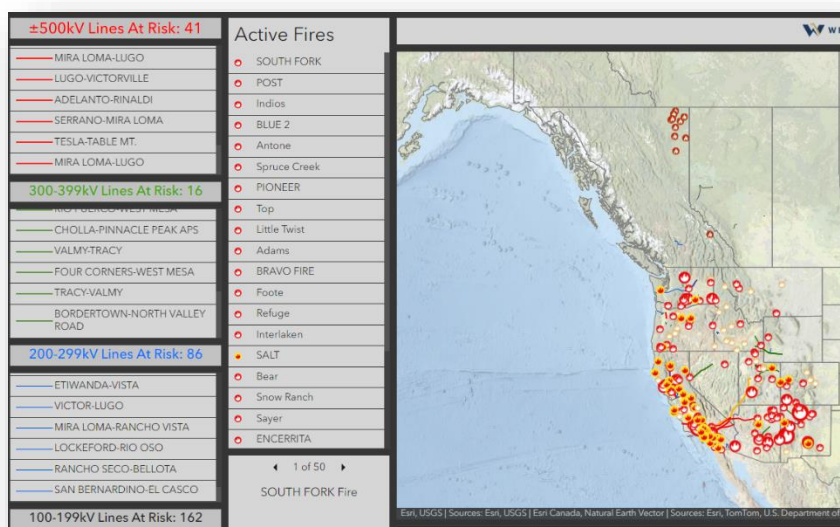 ±500kV Lines At Risk: 41
MIRA LOMA-LUGO
LUGO-VICTORVILLE
ADELANTO-RINALDI
SERRANO-MIRA LOMA
TESLA-TABLE MT.
MIRA LOMA-LUGO
300-399kV Lines At Risk: 16
RIO PUERCO-WEST MESA
CHOLLA-PINNACLE PEAK APS
VALMY-TRACY
FOUR CORNERS-WEST MESA
TRACY-VALMY
BORDERTOWN-NORTH VALLEY
ROAD
200-299kV Lines At Risk: 86
ETIWANDA-VISTA
VICTOR-LUGO
MIRA LOMA-RANCHO VISTA
LOCKEFORD-RIO OSO
RANCHO SECO-BELLOTA
SAN BERNARDINO-EL CASCO
100-199kV Lines At Risk: 162
Active Fires
SOUTH FORK
POST
Indios
BLUE 2
Antone
Spruce Creek
PIONEER
Top
Little Twist
Adams
BRAVO FIRE
Foote
Refuge
Interlaken
SALT
Bear
Snow Ranch
Sayer
ENCERRITA
1 of 50
SOUTH FORK Fire
Esri, USGS | Sources: Esri, USGS | Esri Canada, Natural Earth Vector | Sources: Esri, TomTom, U.S. Department